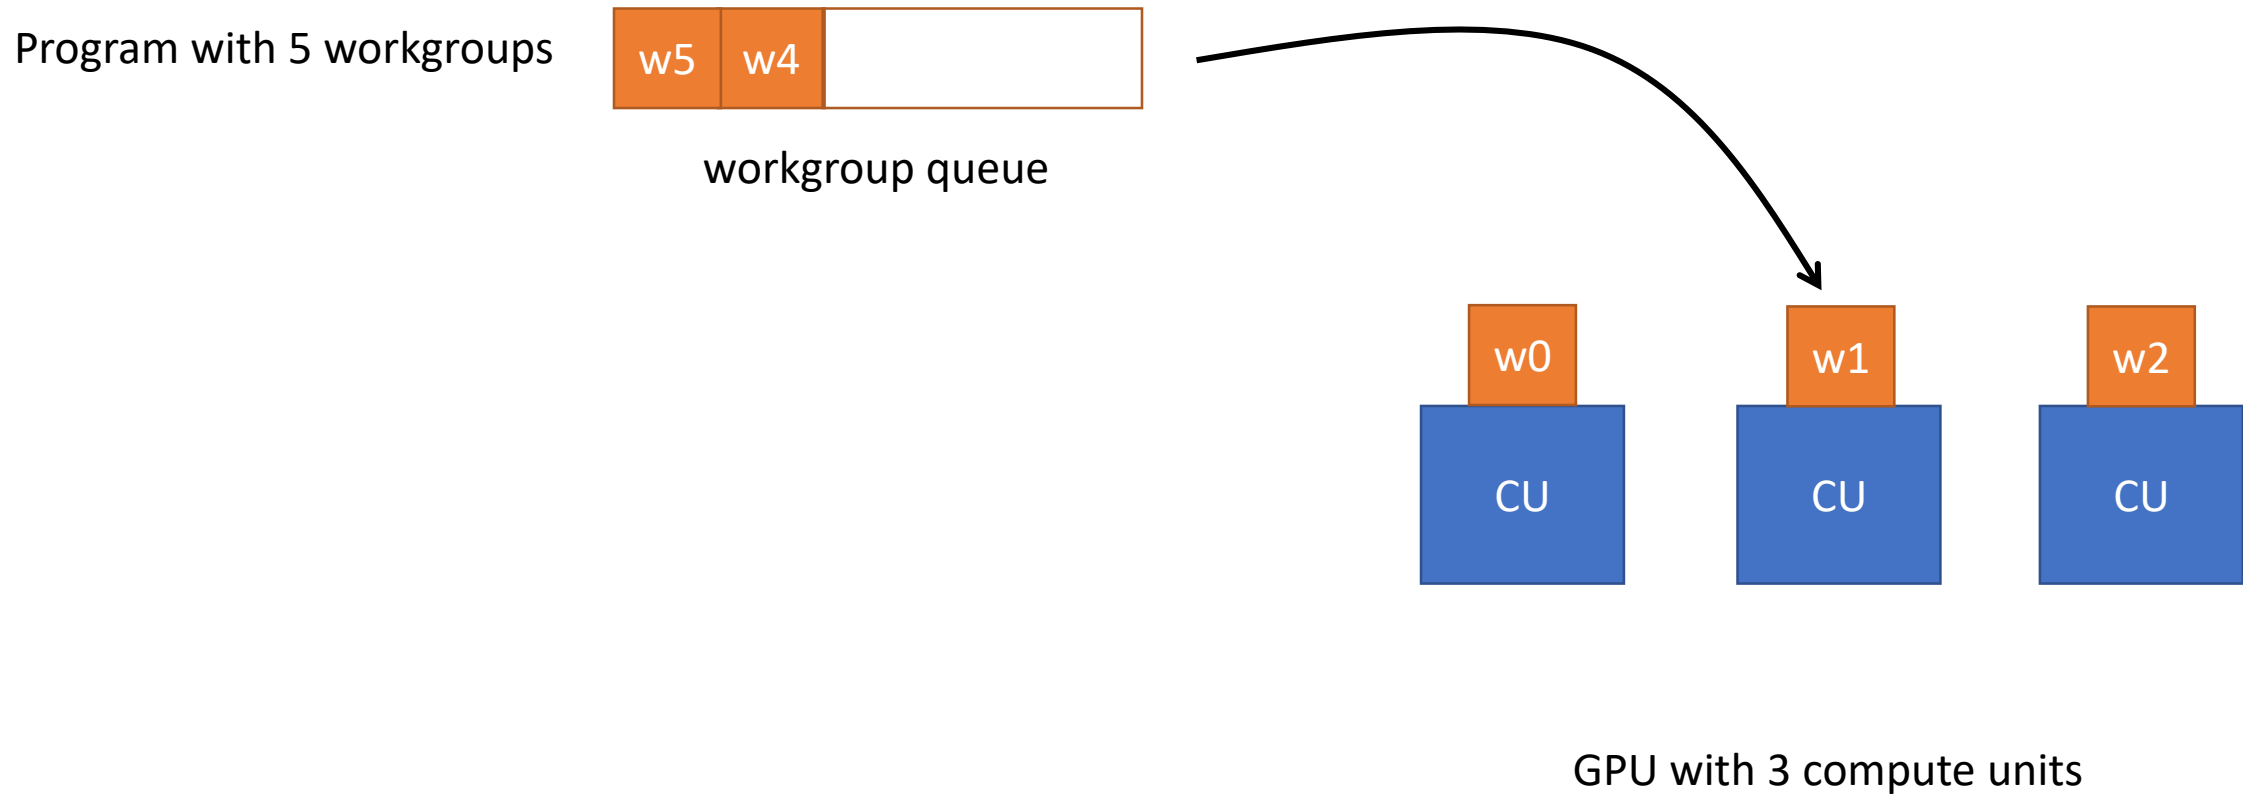 Program with 5 workgroups
w5 w4
workgroup queue
w0 w1 w2
CU CU CU
GPU with 3 compute units